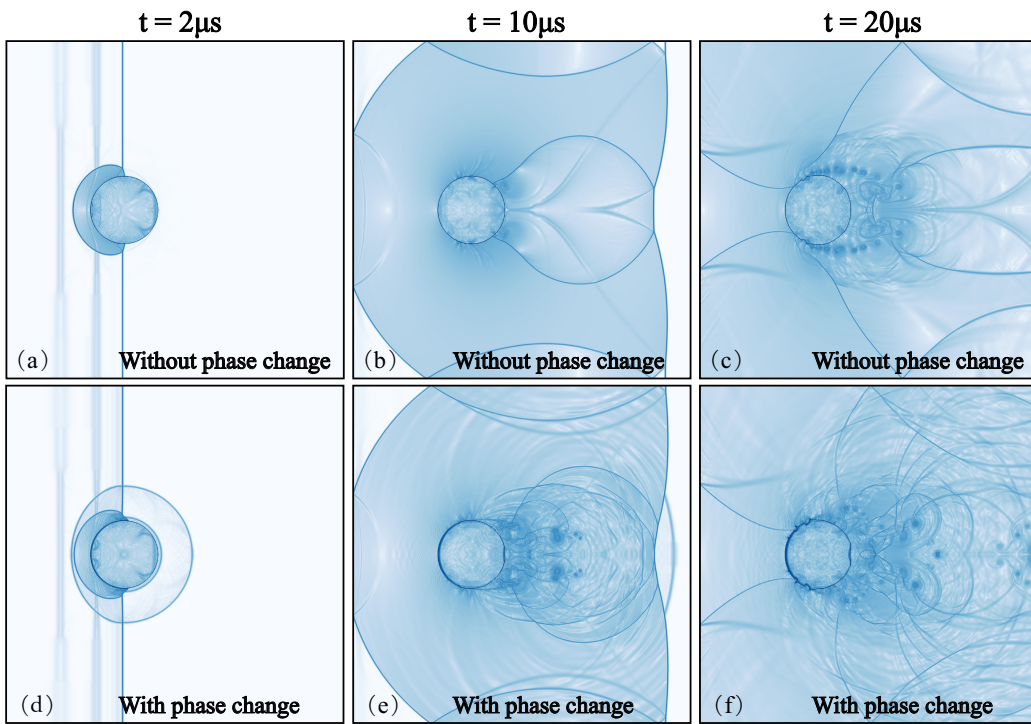 t = 2μs
t = 10μs
t = 20μs
(a) Without phase change
(b) Without phase change
(c) Without phase change
(d) With phase change
(e) With phase change
(f) With phase change